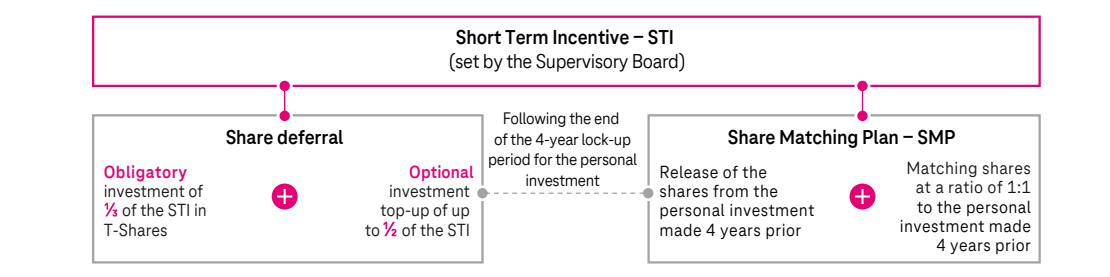 Short Term Incentive – STI
(set by the Supervisory Board)
Share deferral
Obligatory
investment of
⅓ of the STI in
T-Shares
Optional
investment
top-up of up
to ½ of the STI
Following the end
of the 4-year lock-up
period for the personal
investment
Share Matching Plan – SMP
Release of the
shares from the
personal investment
made 4 years prior
Matching shares
at a ratio of 1:1
to the personal
investment made
4 years prior